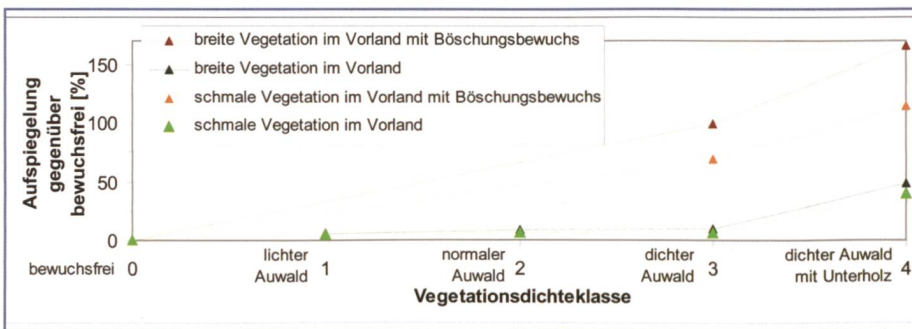 breite Vegetation im Vorland mit Böschungsbewuchs
breite Vegetation im Vorland
schmale Vegetation im Vorland mit Böschungsbewuchs
schmale Vegetation im Vorland
Aufspiegelung
gegenüber
bewuchsfrei [%]
150
100
50
0
bewuchsfrei 0
lichter
Auwald 1
normaler
Auwald 2
dichter
Auwald 3
dichter Auwald
mit Unterholz 4
Vegetationsdichteklasse